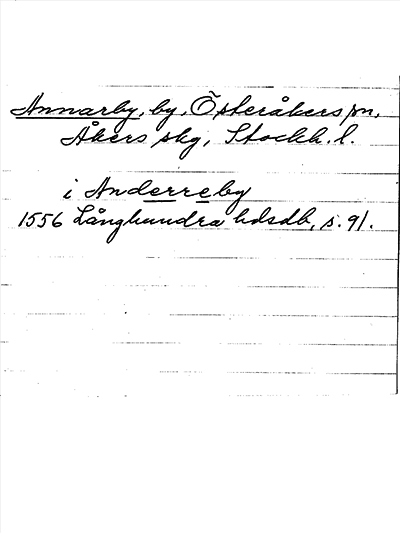 Annarby, by, Österåkers sn,
Åkers skg, Stockh. l.
i Anderreby
1556 Långhundra hdsdb, s. 91.